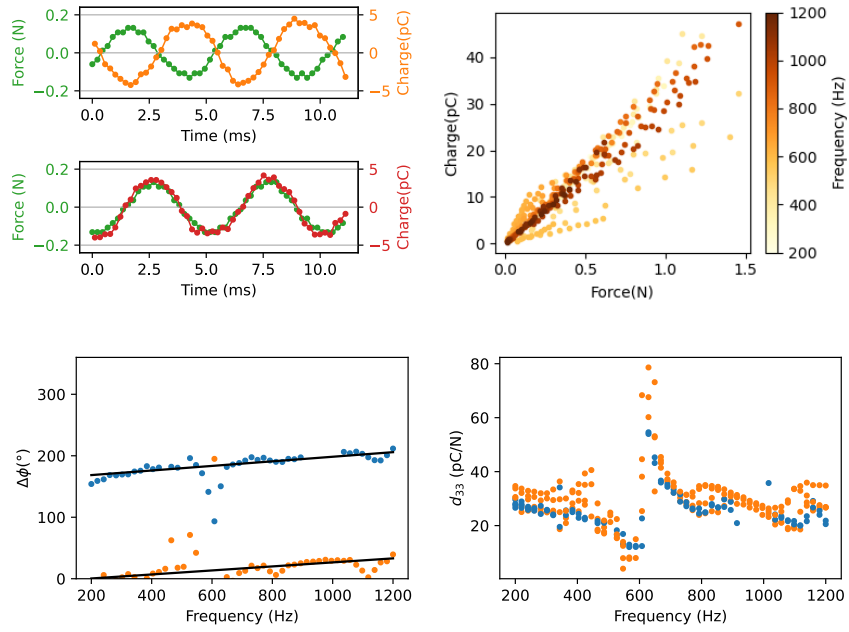 0.2
0.0
−0.2
Force (N)
5
0
−5
Charge(pC)
0.0 2.5 5.0 7.5 10.0
Time (ms)
0.2
0.0
−0.2
Force (N)
5
0
−5
Charge(pC)
0.0 2.5 5.0 7.5 10.0
Time (ms)
40
30
20
10
0
Charge(pC)
0.0 0.5 1.0 1.5
Force(N)
1200
1000
800
600
400
200
Frequency (Hz)
300
200
100
0
Δϕ(°)
200 400 600 800 1000 1200
Frequency (Hz)
80
60
40
20
d₃₃ (pC/N)
200 400 600 800 1000 1200
Frequency (Hz)